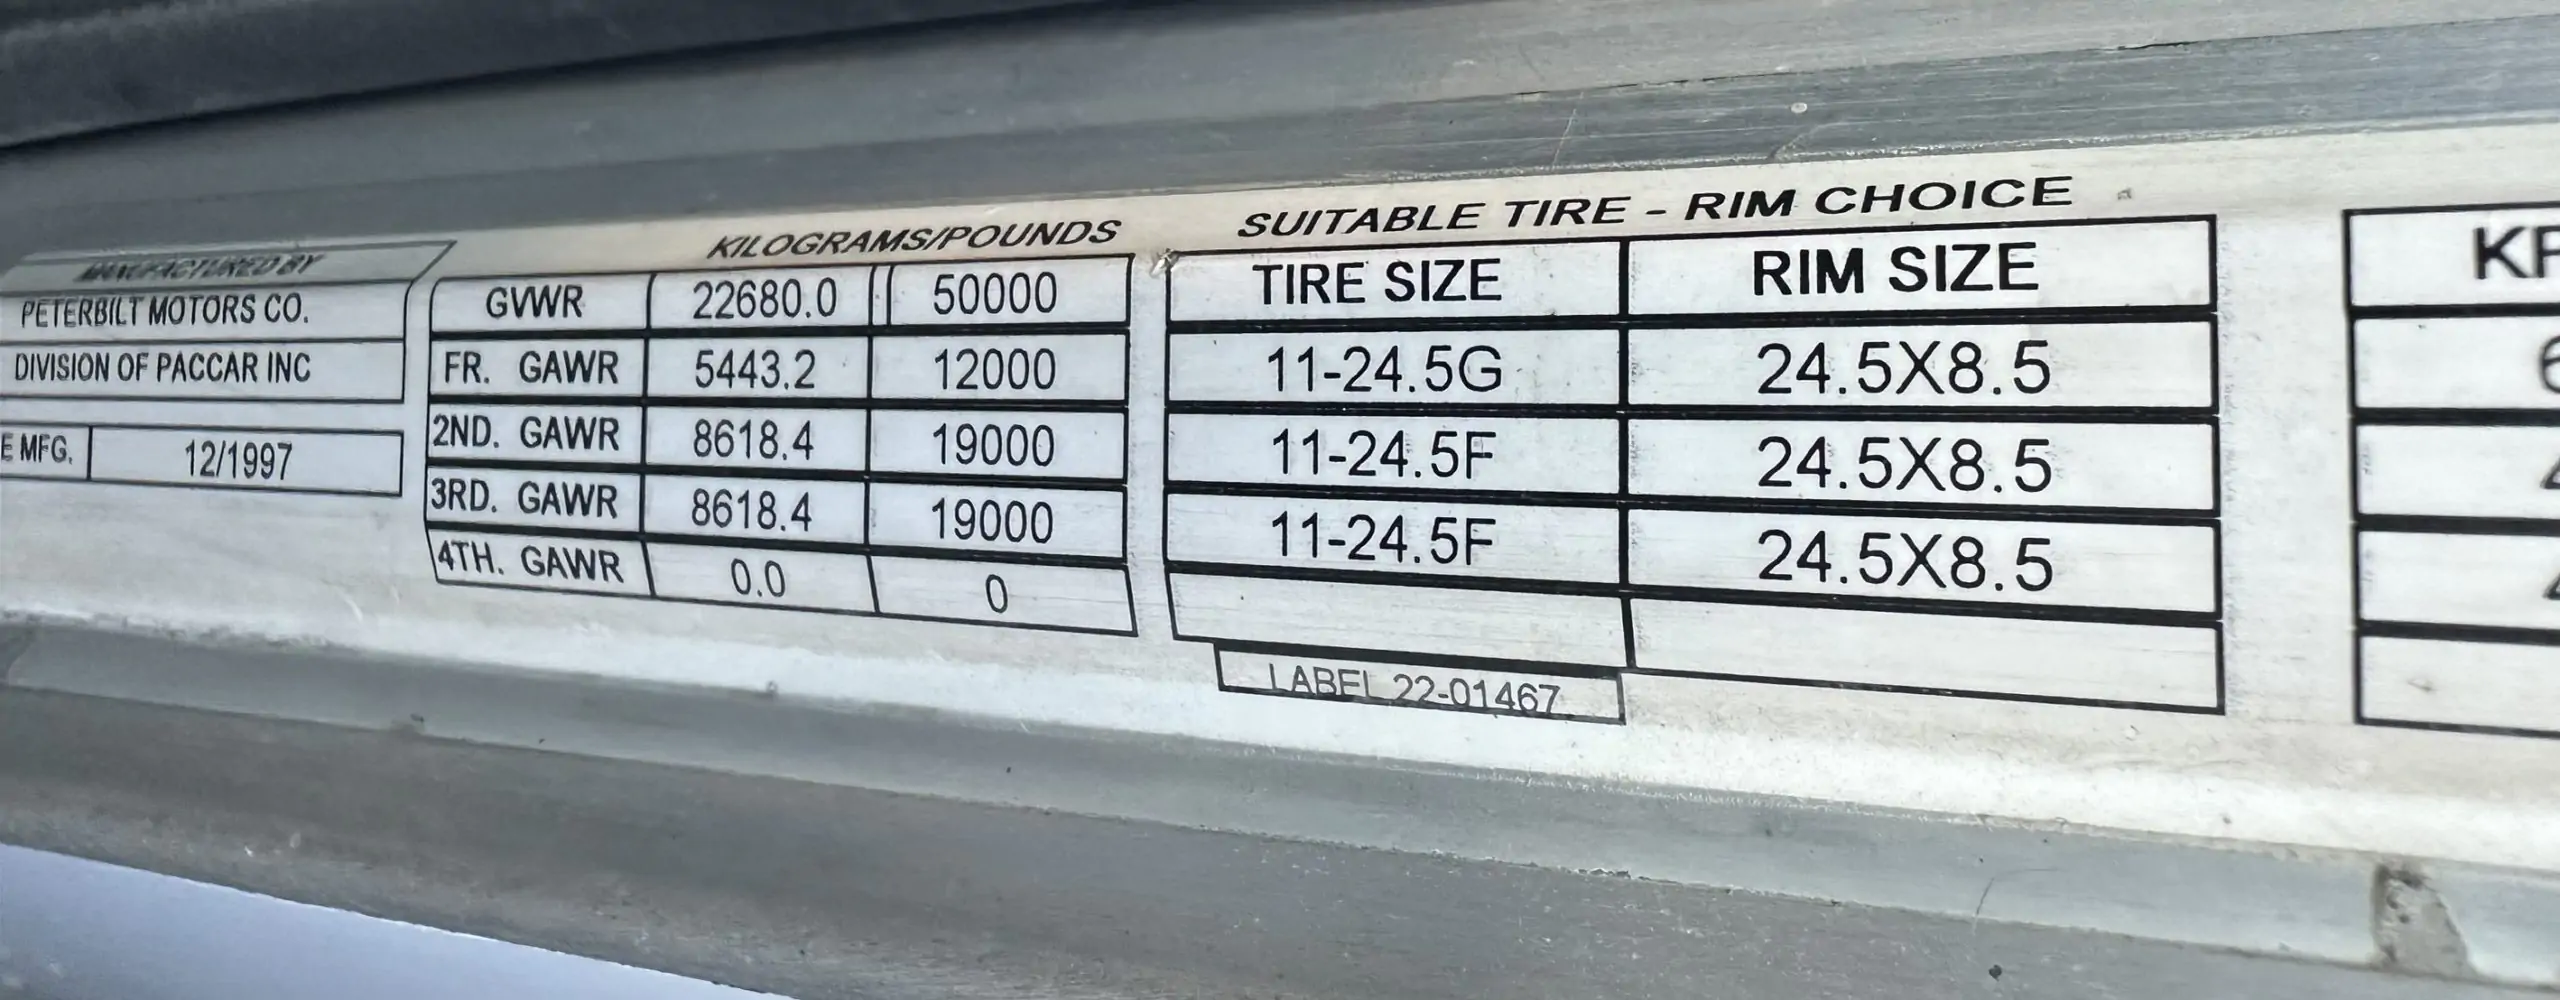 MANUFACTURED BY
PETERBILT MOTORS CO.
DIVISION OF PACCAR INC
E MFG. 12/1997
KILOGRAMS/POUNDS
GVWR 22680.0 50000
FR. GAWR 5443.2 12000
2ND. GAWR 8618.4 19000
3RD. GAWR 8618.4 19000
4TH. GAWR 0.0 0
SUITABLE TIRE - RIM CHOICE
TIRE SIZE RIM SIZE
11-24.5G 24.5X8.5
11-24.5F 24.5X8.5
11-24.5F 24.5X8.5
LABEL 22-01467